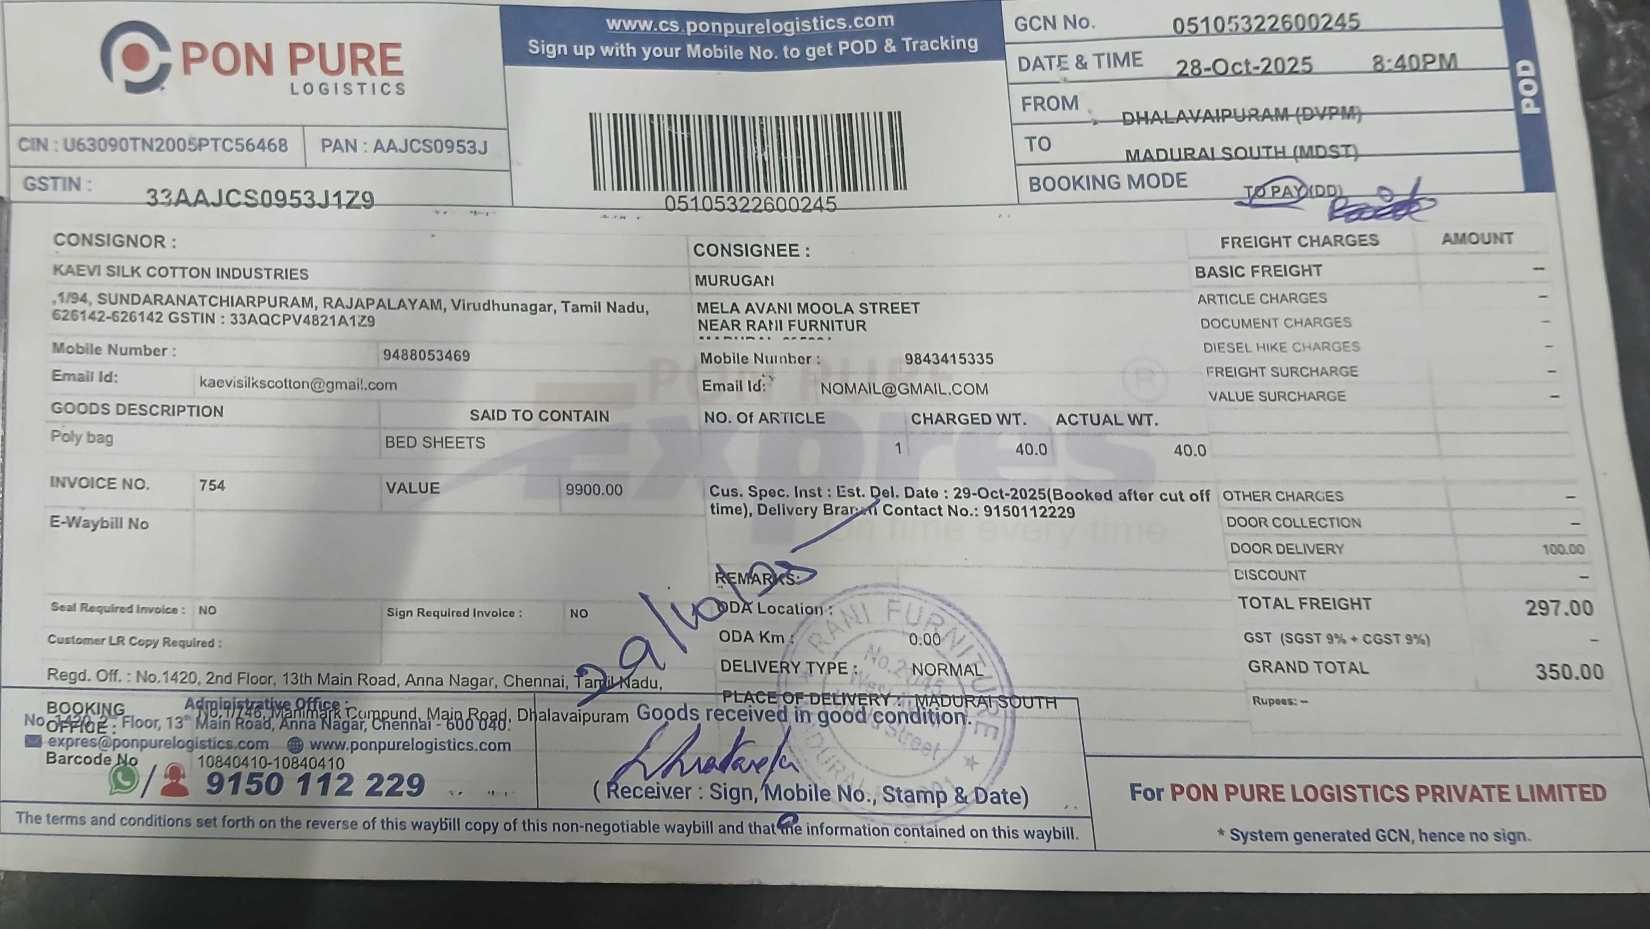 PON PURE
LOGISTICS
CIN : U63090TN2005PTC56468 PAN : AAJCS0953J
GSTIN : 33AAJCS0953J1Z9
www.cs.ponpurelogistics.com
Sign up with your Mobile No. to get POD & Tracking
05105322600245
GCN No. 05105322600245
DATE & TIME 28-Oct-2025 8:40PM
FROM DHALAVAIPURAM (DVPM)
TO MADURAI SOUTH (MDST)
BOOKING MODE TO PAY(DD)
POD
CONSIGNOR :
KAEVI SILK COTTON INDUSTRIES
,1/94, SUNDARANATCHIARPURAM, RAJAPALAYAM, Virudhunagar, Tamil Nadu,
626142-626142 GSTIN : 33AQCPV4821A1Z9
Mobile Number : 9488053469
Email Id: kaevisilkscotton@gmail.com
CONSIGNEE :
MURUGAN
MELA AVANI MOOLA STREET
NEAR RANI FURNITUR
Mobile Number : 9843415335
Email Id: NOMAIL@GMAIL.COM
PON PURE
Expres
on time every time
GOODS DESCRIPTION SAID TO CONTAIN NO. Of ARTICLE CHARGED WT. ACTUAL WT.
Poly bag BED SHEETS 1 40.0 40.0
INVOICE NO. 754 VALUE 9900.00
E-Waybill No
Cus. Spec. Inst : Est. Del. Date : 29-Oct-2025(Booked after cut off
time), Delivery Branch Contact No.: 9150112229
REMARKS:
29/10/25
Seal Required Invoice : NO Sign Required Invoice : NO
Customer LR Copy Required :
ODA Location :
ODA Km : 0.00
DELIVERY TYPE : NORMAL
PLACE OF DELIVERY : MADURAI SOUTH
FREIGHT CHARGES AMOUNT
BASIC FREIGHT –
ARTICLE CHARGES –
DOCUMENT CHARGES –
DIESEL HIKE CHARGES –
FREIGHT SURCHARGE –
VALUE SURCHARGE –
OTHER CHARGES –
DOOR COLLECTION –
DOOR DELIVERY 100.00
DISCOUNT –
TOTAL FREIGHT 297.00
GST (SGST 9% + CGST 9%) –
GRAND TOTAL 350.00
Rupees: –
Regd. Off. : No.1420, 2nd Floor, 13th Main Road, Anna Nagar, Chennai, Tamil Nadu,
Administrative Office :
BOOKING OFFICE : No.1/746, Manimark Compound, Main Road, Dhalavaipuram
No. 1420, 2 Floor, 13th Main Road, Anna Nagar, Chennai - 600 040.
expres@ponpurelogistics.com www.ponpurelogistics.com
Barcode No 10840410-10840410
9150 112 229
Goods received in good condition.
RANI FURNITURE
Street
MADURAI
(Receiver : Sign, Mobile No., Stamp & Date)
For PON PURE LOGISTICS PRIVATE LIMITED
* System generated GCN, hence no sign.
The terms and conditions set forth on the reverse of this waybill copy of this non-negotiable waybill and that the information contained on this waybill.